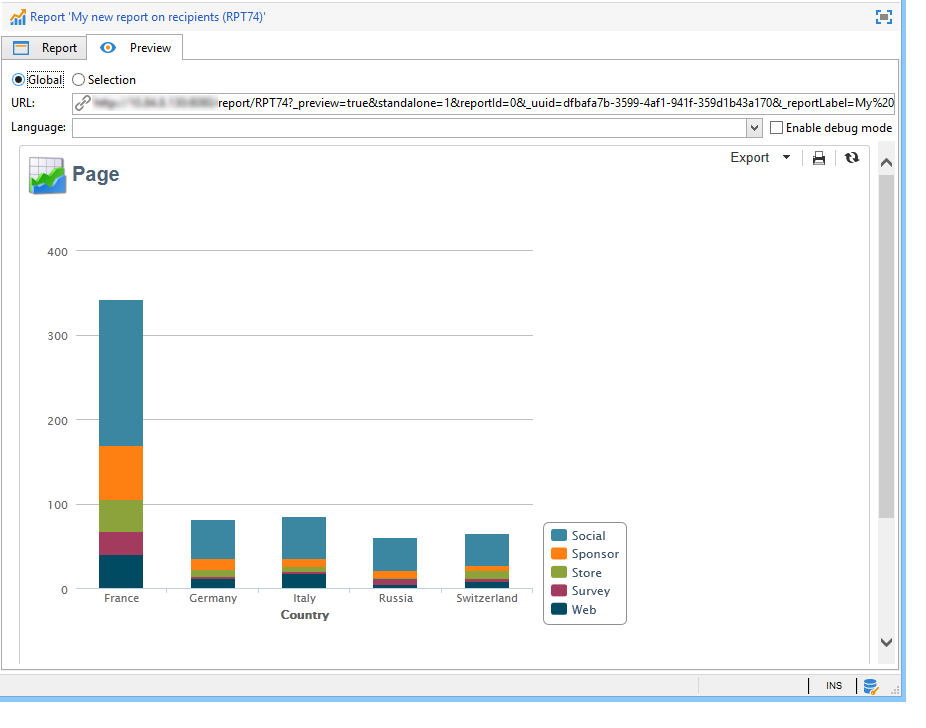 Report 'My new report on recipients (RPT74)'
Report Preview
Global Selection
URL: report/RPT74?_preview=true&standalone=1&reportId=0&_uuid=dfbafa7b-3599-4af1-941f-359d1b43a170&_reportLabel=My%20
Language: Enable debug mode
Export
Page
400
300
200
100
0
France Germany Italy Russia Switzerland
Country
Social
Sponsor
Store
Survey
Web
INS